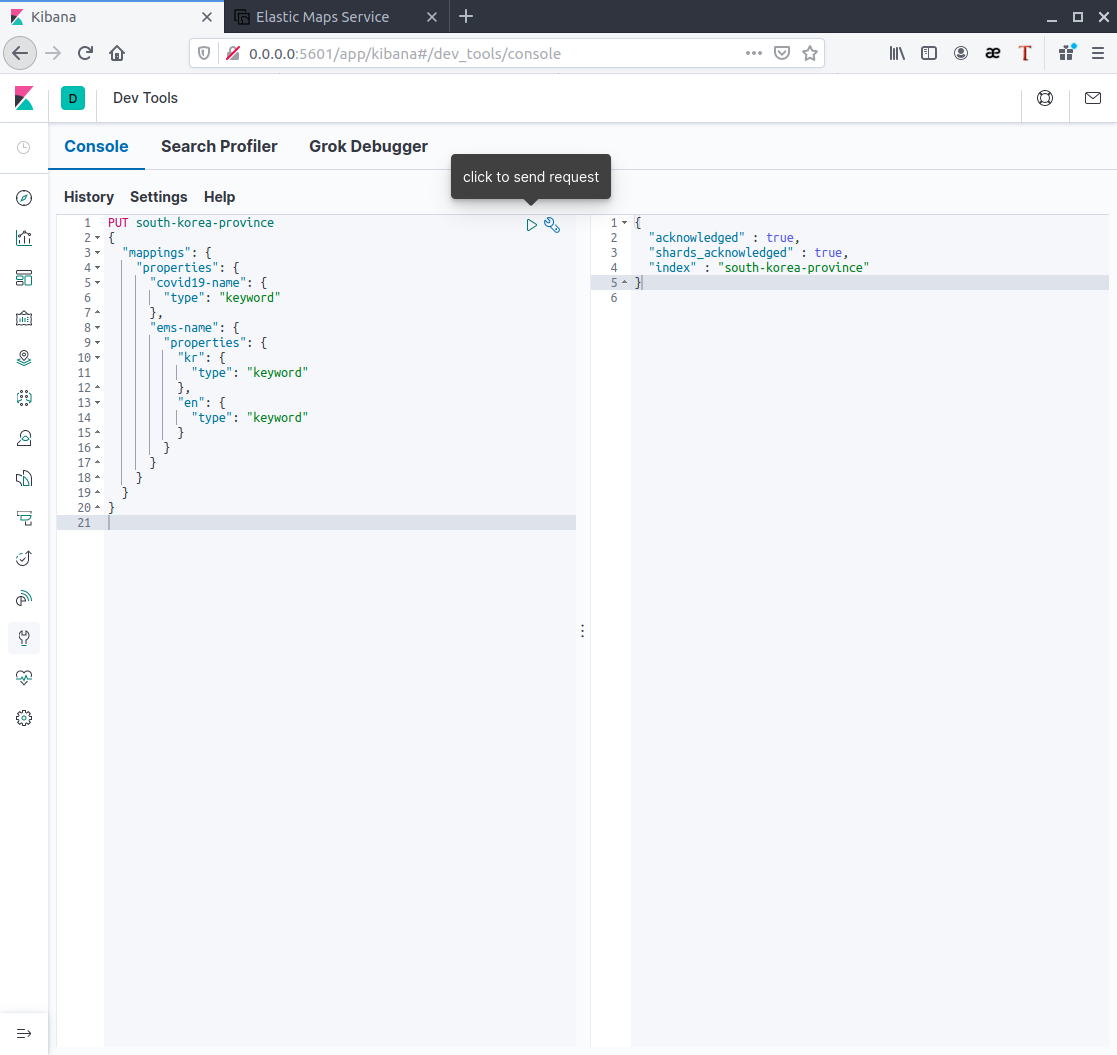 Kibana
Elastic Maps Service
0.0.0.0:5601/app/kibana#/dev_tools/console
æ
T
D
Dev Tools
Console
Search Profiler
Grok Debugger
click to send request
History
Settings
Help
1 PUT south-korea-province
2 {
3 "mappings": {
4 "properties": {
5 "covid19-name": {
6 "type": "keyword"
7 },
8 "ems-name": {
9 "properties": {
10 "kr": {
11 "type": "keyword"
12 },
13 "en": {
14 "type": "keyword"
15 }
16 }
17 }
18 }
19 }
20 }
21
1 {
2 "acknowledged" : true,
3 "shards_acknowledged" : true,
4 "index" : "south-korea-province"
5 }
6